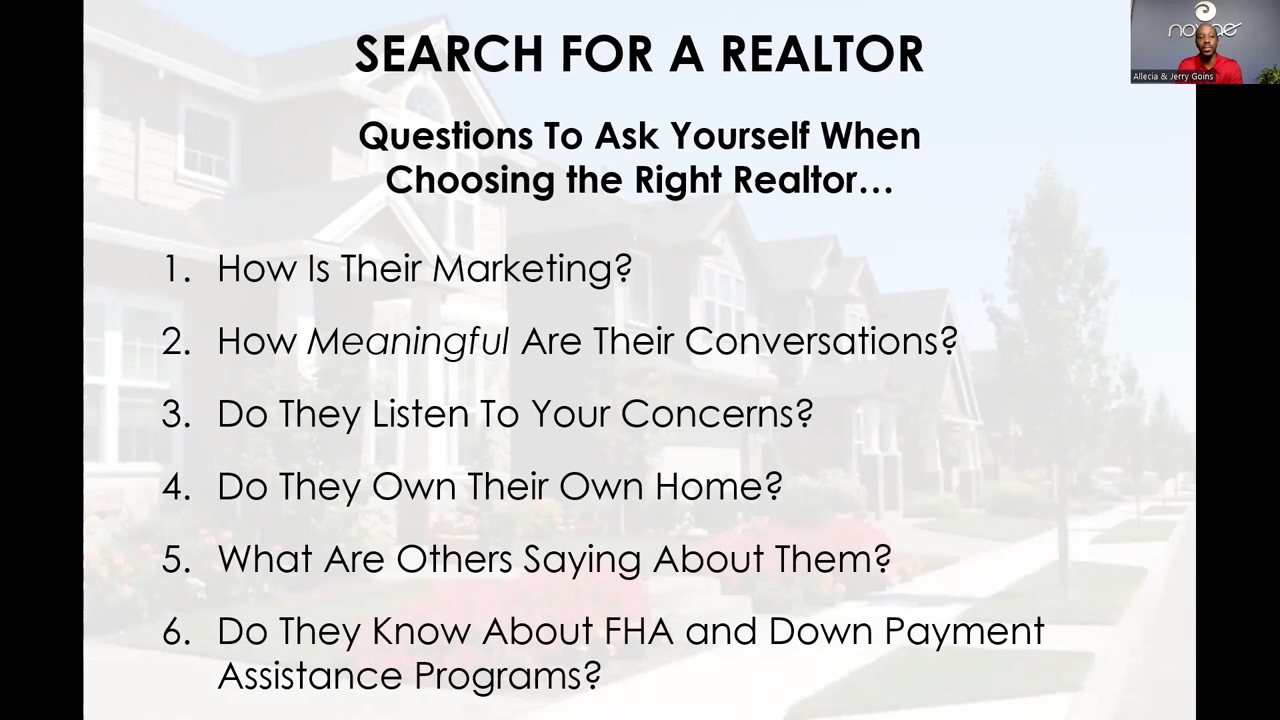 SEARCH FOR A REALTOR
Questions To Ask Yourself When
Choosing the Right Realtor…
1. How Is Their Marketing?
2. How Meaningful Are Their Conversations?
3. Do They Listen To Your Concerns?
4. Do They Own Their Own Home?
5. What Are Others Saying About Them?
6. Do They Know About FHA and Down Payment
Assistance Programs?
Allecia & Jerry Goins